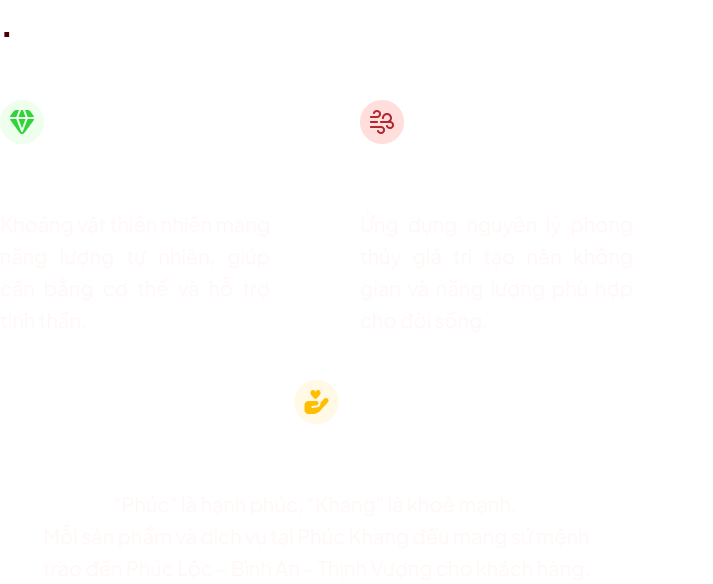 .
Khoáng vật thiên nhiên mang
năng lượng tự nhiên, giúp
cân bằng cơ thể và hỗ trợ
tinh thần.
Ứng dụng nguyên lý phong
thủy giá trị tạo nên không
gian và năng lượng phù hợp
cho đời sống.
“Phúc” là hạnh phúc, “Khang” là khoẻ mạnh.
Mỗi sản phẩm và dịch vụ tại Phúc Khang đều mang sứ mệnh
trao đến Phúc Lộc – Bình An – Thịnh Vượng cho khách hàng.